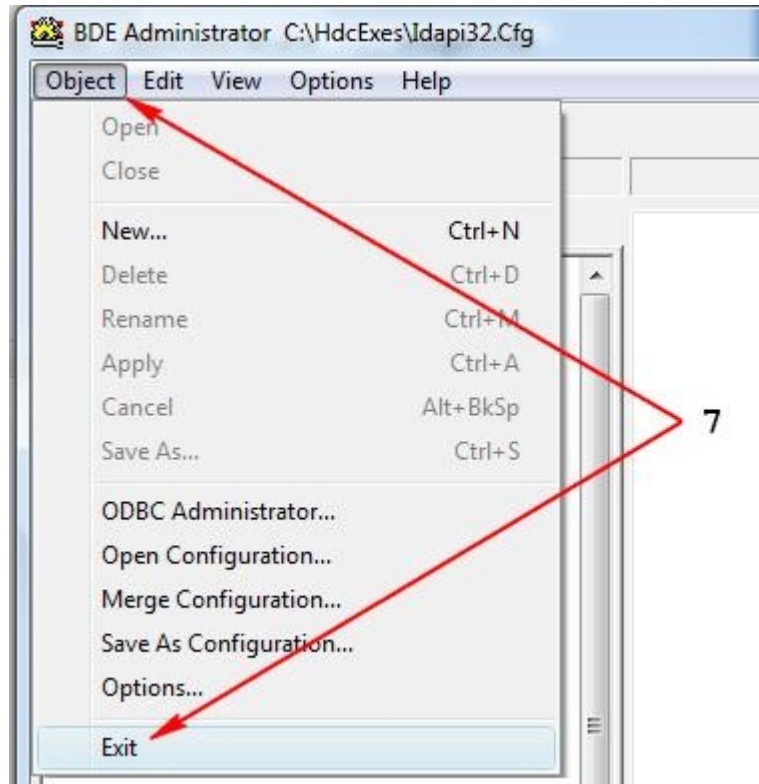 BDE Administrator C:\HdcExes\Idapi32.Cfg
Object Edit View Options Help
Open
Close
New... Ctrl+N
Delete Ctrl+D
Rename Ctrl+M
Apply Ctrl+A
Cancel Alt+BkSp
7
Save As... Ctrl+S
ODBC Administrator...
Open Configuration...
Merge Configuration...
Save As Configuration...
Options...
Exit